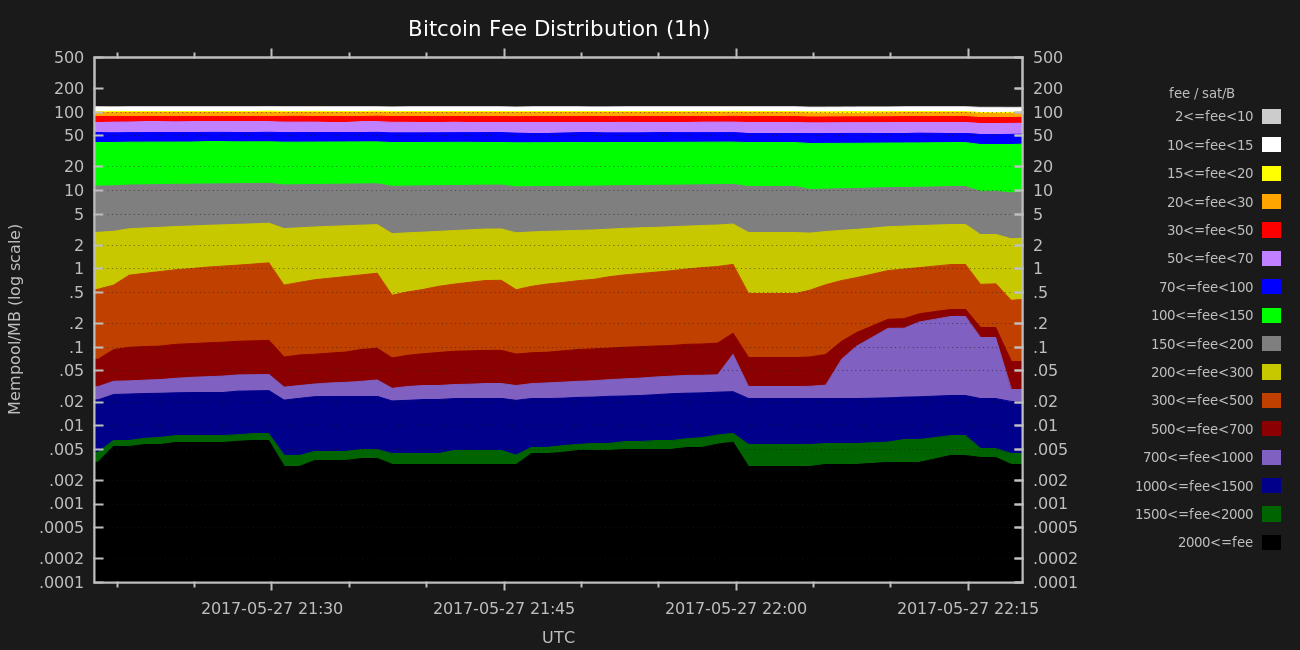 Bitcoin Fee Distribution (1h)
Mempool/MB (log scale)
500
200
100
50
20
10
5
2
1
.5
.2
.1
.05
.02
.01
.005
.002
.001
.0005
.0002
.0001
500
200
100
50
20
10
5
2
1
.5
.2
.1
.05
.02
.01
.005
.002
.001
.0005
.0002
.0001
2017-05-27 21:30
2017-05-27 21:45
2017-05-27 22:00
2017-05-27 22:15
UTC
fee / sat/B
2<=fee<10
10<=fee<15
15<=fee<20
20<=fee<30
30<=fee<50
50<=fee<70
70<=fee<100
100<=fee<150
150<=fee<200
200<=fee<300
300<=fee<500
500<=fee<700
700<=fee<1000
1000<=fee<1500
1500<=fee<2000
2000<=fee